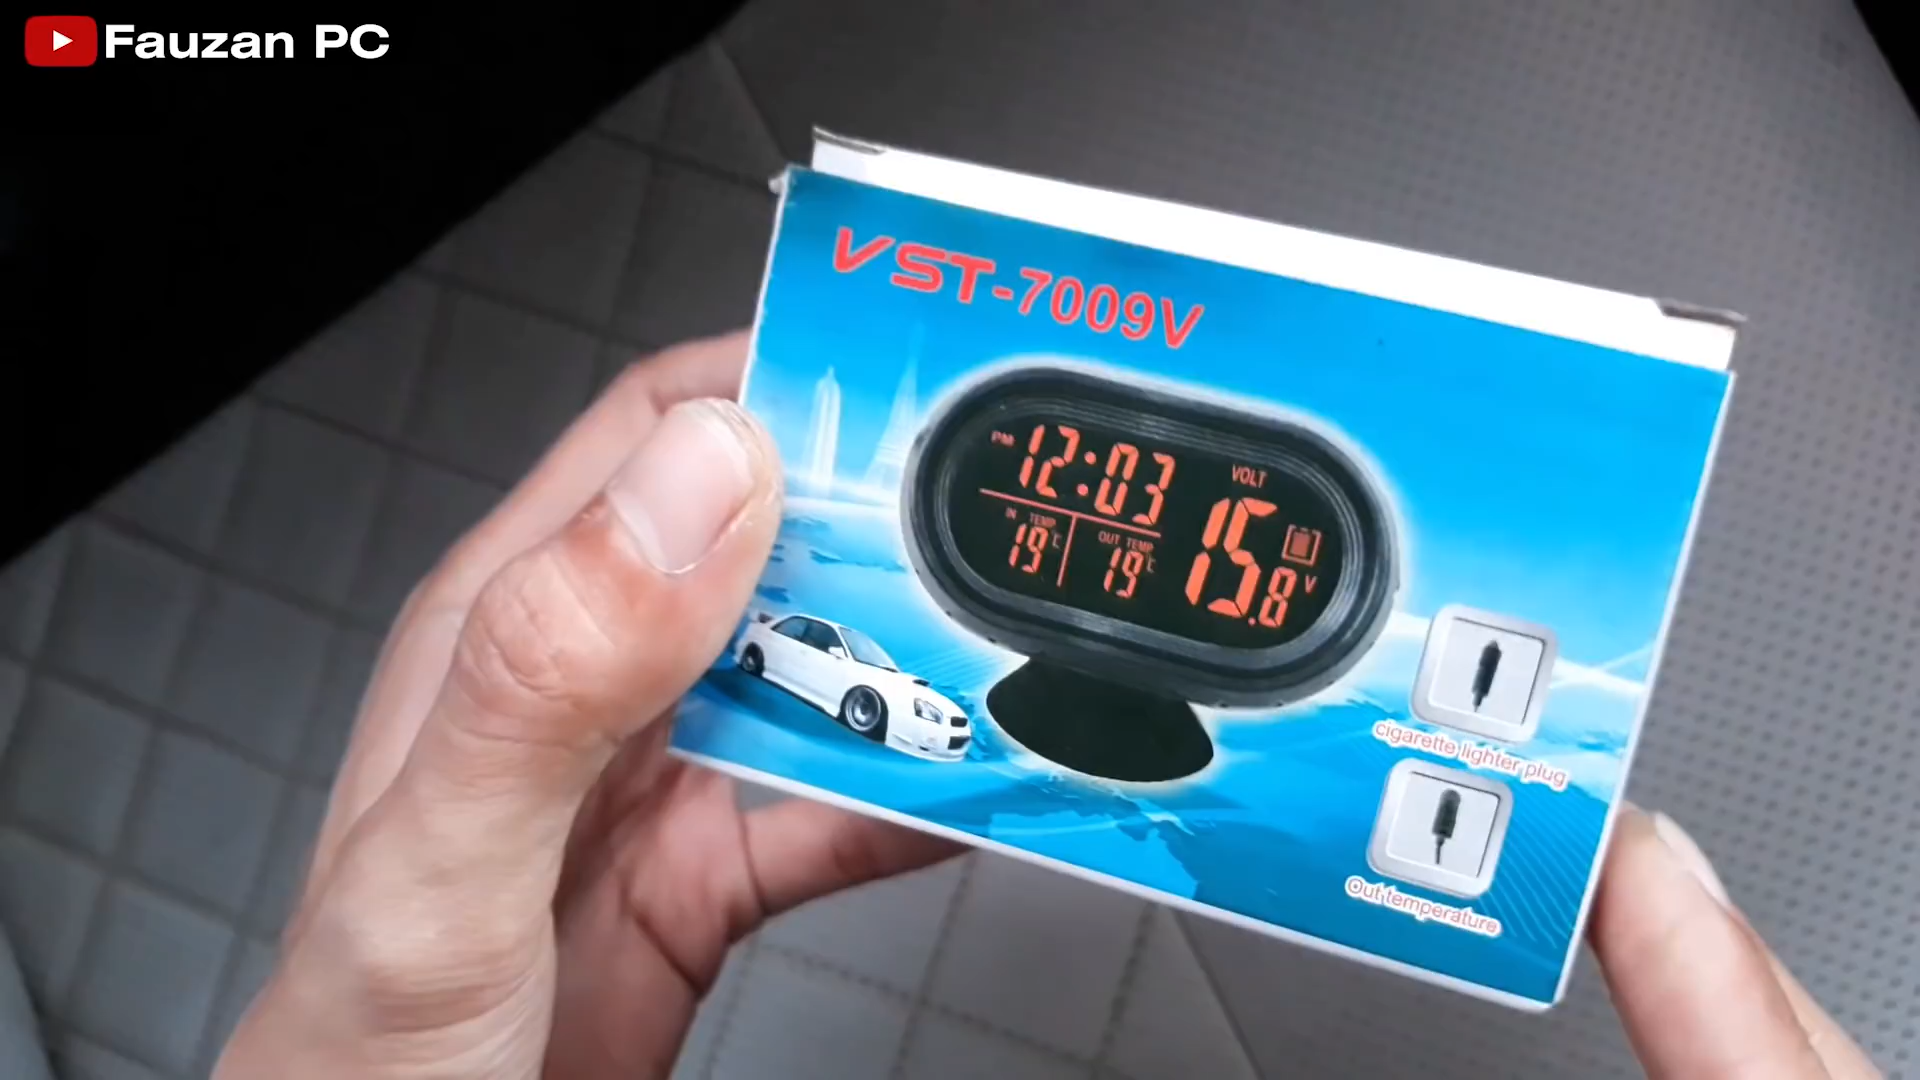 Fauzan PC
VST-7009V
PM 12:03
VOLT
15.8 V
IN TEMP
19°C
OUT TEMP
19°C
cigarette lighter plug
Out temperature